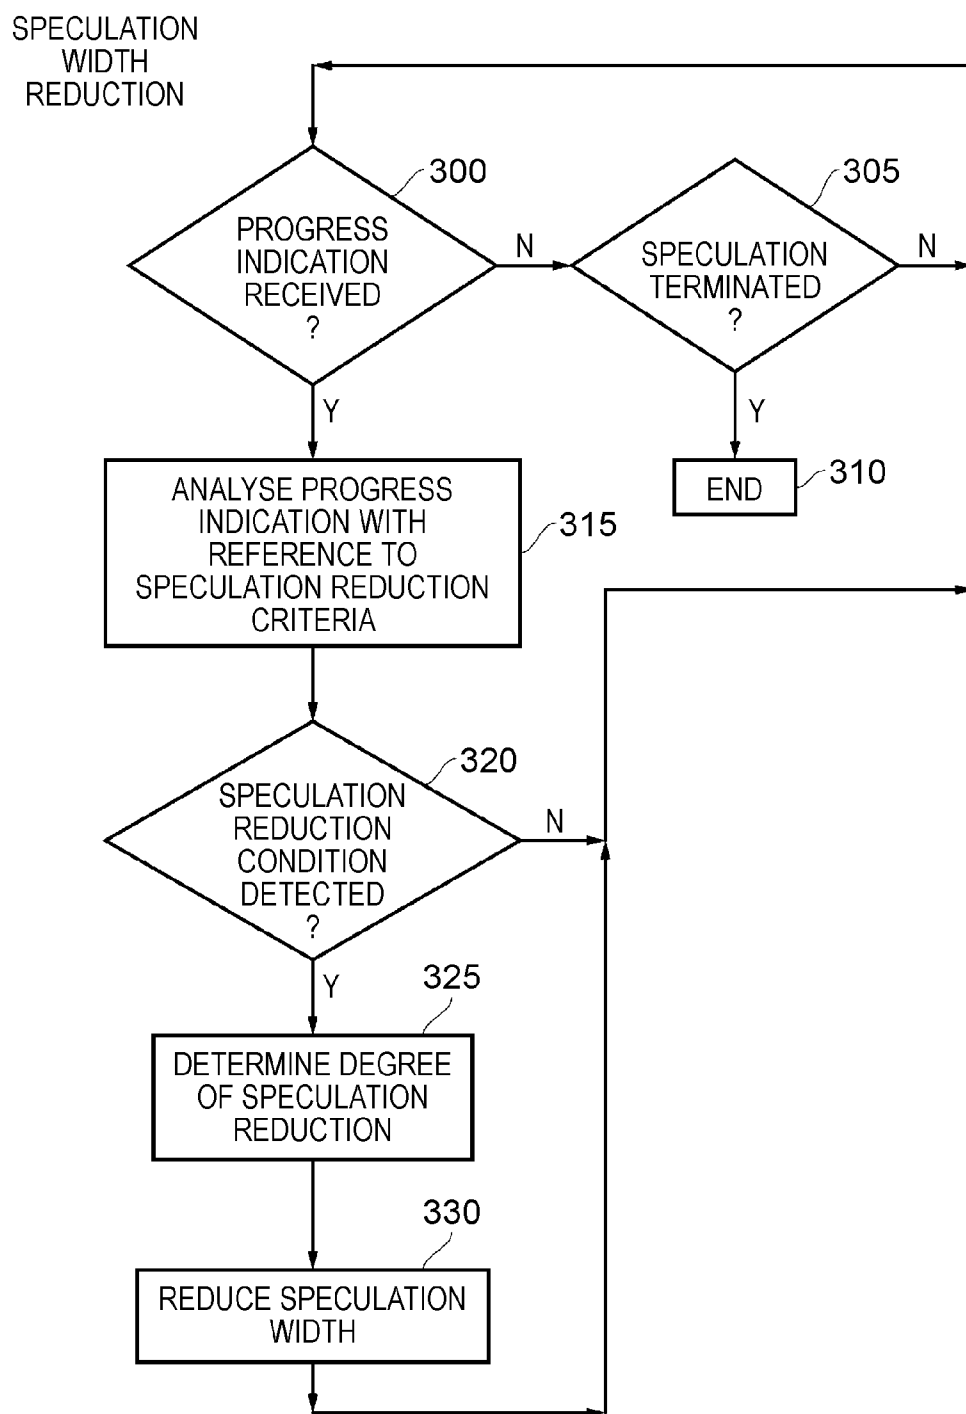 SPECULATION
WIDTH
REDUCTION
300
PROGRESS
INDICATION
RECEIVED
?
N
305
SPECULATION
TERMINATED
?
N
Y
Y
END
310
ANALYSE PROGRESS
INDICATION WITH
REFERENCE TO
SPECULATION REDUCTION
CRITERIA
315
320
SPECULATION
REDUCTION
CONDITION
DETECTED
?
N
Y
325
DETERMINE DEGREE
OF SPECULATION
REDUCTION
330
REDUCE SPECULATION
WIDTH